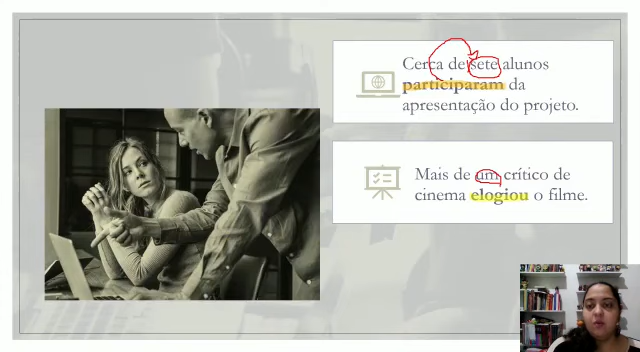 Cerca de sete alunos
participaram da
apresentação do projeto.
Mais de um crítico de
cinema elogiou o filme.